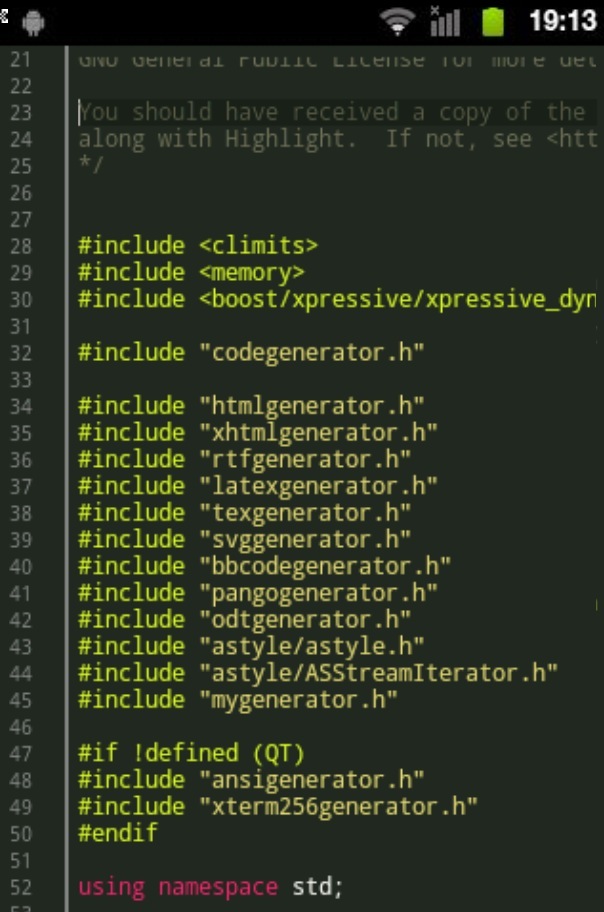 19:13
21 GNU General Public License for more det
22
23 You should have received a copy of the
24 along with Highlight.  If not, see <htt
25 */
26
27
28 #include <climits>
29 #include <memory>
30 #include <boost/xpressive/xpressive_dyn
31
32 #include "codegenerator.h"
33
34 #include "htmlgenerator.h"
35 #include "xhtmlgenerator.h"
36 #include "rtfgenerator.h"
37 #include "latexgenerator.h"
38 #include "texgenerator.h"
39 #include "svggenerator.h"
40 #include "bbcodegenerator.h"
41 #include "pangogenerator.h"
42 #include "odtgenerator.h"
43 #include "astyle/astyle.h"
44 #include "astyle/ASStreamIterator.h"
45 #include "mygenerator.h"
46
47 #if !defined (QT)
48 #include "ansigenerator.h"
49 #include "xterm256generator.h"
50 #endif
51
52 using namespace std;